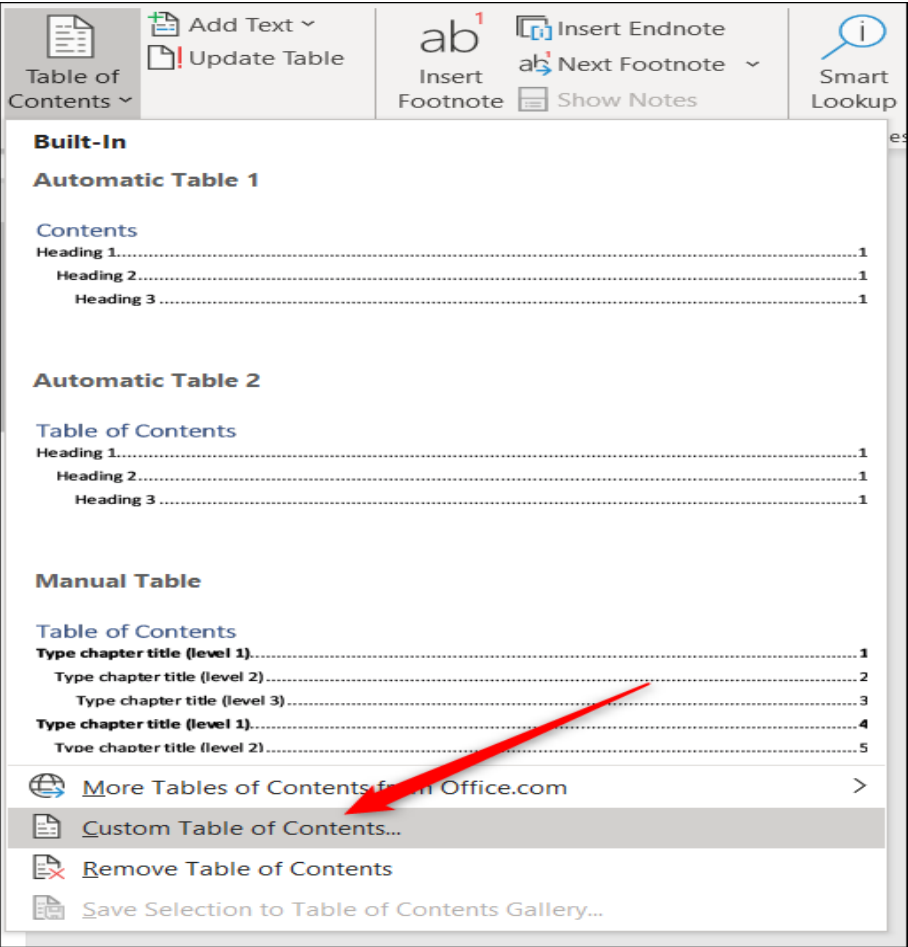 Table of
Contents
Add Text
Update Table
ab1
Insert
Footnote
Insert Endnote
Next Footnote
Show Notes
Smart
Lookup
es
Built-In
Automatic Table 1
Contents
Heading 1...1
Heading 2...1
Heading 3...1
Automatic Table 2
Table of Contents
Heading 1...1
Heading 2...1
Heading 3...1
Manual Table
Table of Contents
Type chapter title (level 1)...1
Type chapter title (level 2)...2
Type chapter title (level 3)...3
Type chapter title (level 1)...4
Type chapter title (level 2)...5
More Tables of Contents from Office.com
Custom Table of Contents...
Remove Table of Contents
Save Selection to Table of Contents Gallery...